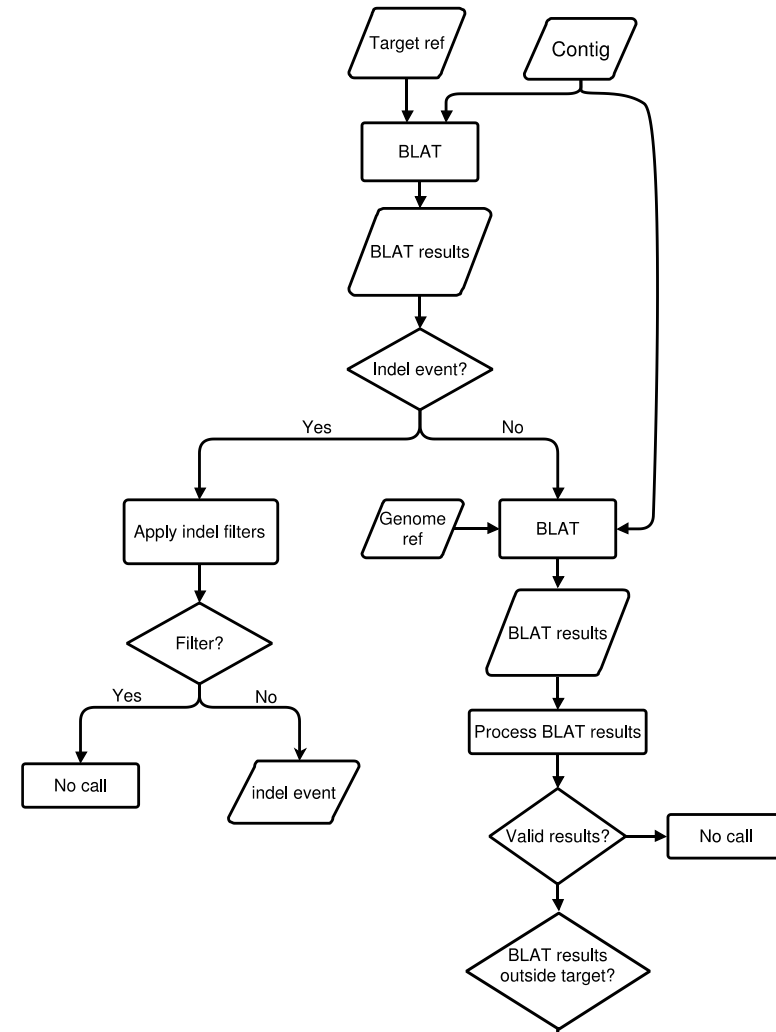 Target ref
Contig
BLAT
BLAT results
Indel event?
Yes
No
Apply indel filters
Genome
ref
BLAT
Filter?
BLAT results
Yes
No
Process BLAT results
No call
indel event
Valid results?
No call
BLAT results
outside target?